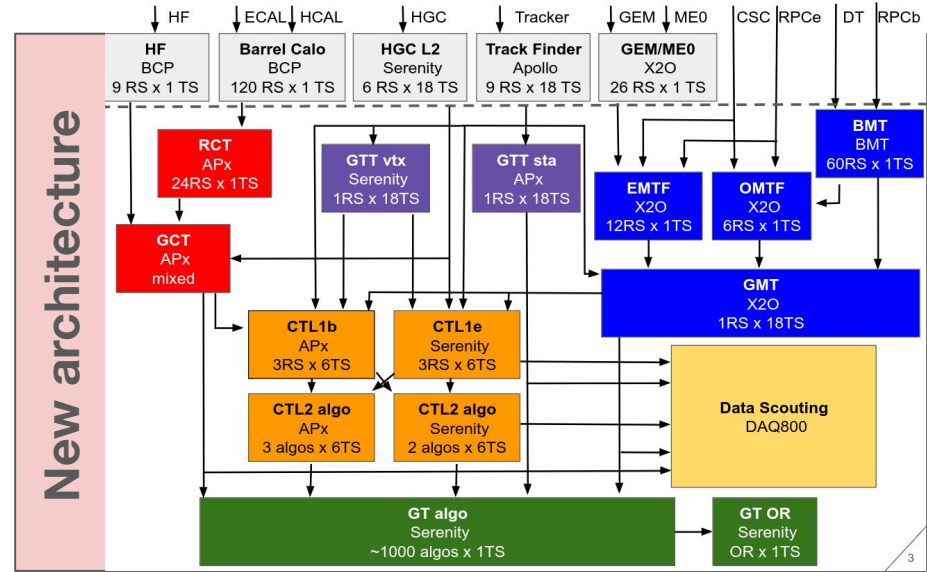 HF
ECAL
HCAL
HGC
Tracker
GEM
ME0
CSC
RPCe
DT
RPCb
New architecture
HF
BCP
9 RS x 1 TS
Barrel Calo
BCP
120 RS x 1 TS
HGC L2
Serenity
6 RS x 18 TS
Track Finder
Apollo
9 RS x 18 TS
GEM/ME0
X2O
26 RS x 1 TS
BMT
BMT
60RS x 1TS
RCT
APx
24RS x 1TS
GTT vtx
Serenity
1RS x 18TS
GTT sta
APx
1RS x 18TS
EMTF
X2O
12RS x 1TS
OMTF
X2O
6RS x 1TS
GCT
APx
mixed
GMT
X2O
1RS x 18TS
CTL1b
APx
3RS x 6TS
CTL1e
Serenity
3RS x 6TS
CTL2 algo
APx
3 algos x 6TS
CTL2 algo
Serenity
2 algos x 6TS
Data Scouting
DAQ800
GT algo
Serenity
~1000 algos x 1TS
GT OR
Serenity
OR x 1TS
3